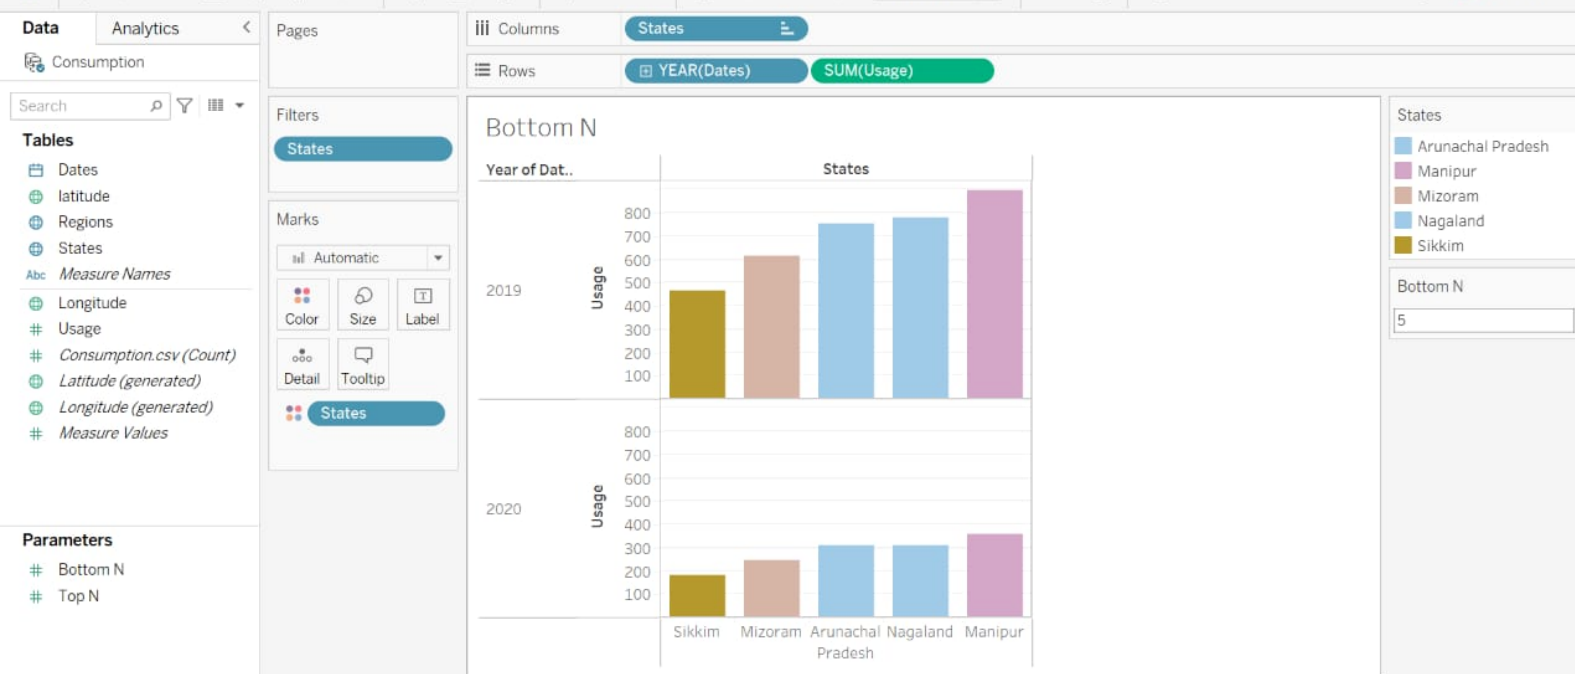 Data
Analytics
Consumption
Search
Tables
Dates
latitude
Regions
States
Abc Measure Names
Longitude
# Usage
# Consumption.csv (Count)
Latitude (generated)
Longitude (generated)
# Measure Values
Parameters
# Bottom N
# Top N
Pages
Filters
States
Marks
Automatic
Color Size T Label
Detail Tooltip
States
Columns States
Rows YEAR(Dates) SUM(Usage)
Bottom N
Year of Dat.. States
2019
Usage
800
700
600
500
400
300
200
100
2020
Usage
800
700
600
500
400
300
200
100
Sikkim Mizoram Arunachal Nagaland Manipur
Pradesh
States
Arunachal Pradesh
Manipur
Mizoram
Nagaland
Sikkim
Bottom N
5